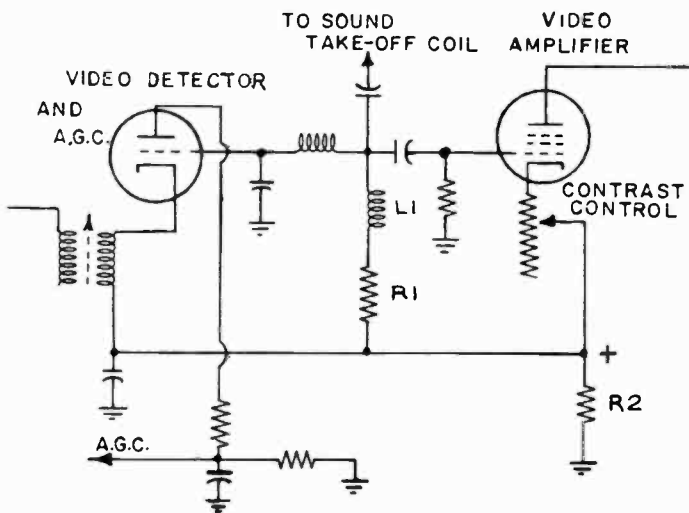 TO SOUND
TAKE-OFF COIL
VIDEO
AMPLIFIER
VIDEO DETECTOR
AND
A.G.C.
CONTRAST
CONTROL
L1
R1
+
R2
A.G.C.